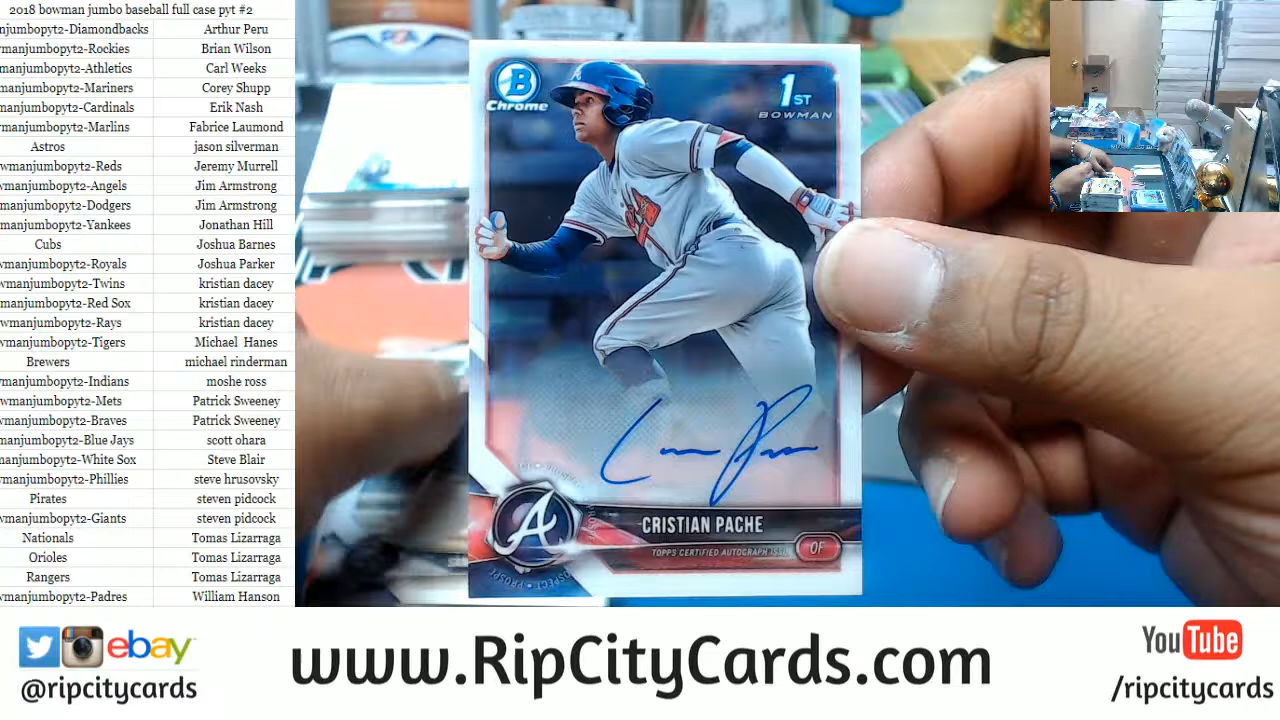 2018 bowman jumbo baseball full case pyt #2
njumbopyt2-Diamondbacks Arthur Peru
wmanjumbopyt2-Rockies Brian Wilson
manjumbopyt2-Athletics Carl Weeks
manjumbopyt2-Mariners Corey Shupp
manjumbopyt2-Cardinals Erik Nash
wmanjumbopyt2-Marlins Fabrice Laumond
Astros jason silverman
owmanjumbopyt2-Reds Jeremy Murrell
wmanjumbopyt2-Angels Jim Armstrong
manjumbopyt2-Dodgers Jim Armstrong
manjumbopyt2-Yankees Jonathan Hill
Cubs Joshua Barnes
wmanjumbopyt2-Royals Joshua Parker
wmanjumbopyt2-Twins kristian dacey
manjumbopyt2-Red Sox kristian dacey
owmanjumbopyt2-Rays kristian dacey
wmanjumbopyt2-Tigers Michael Hanes
Brewers michael rinderman
vmanjumbopyt2-Indians moshe ross
owmanjumbopyt2-Mets Patrick Sweeney
wmanjumbopyt2-Braves Patrick Sweeney
manjumbopyt2-Blue Jays scott ohara
anjumbopyt2-White Sox Steve Blair
manjumbopyt2-Phillies steve hrusovsky
Pirates steven pidcock
wmanjumbopyt2-Giants steven pidcock
Nationals Tomas Lizarraga
Orioles Tomas Lizarraga
Rangers Tomas Lizarraga
wmanjumbopyt2-Padres William Hanson
B
Chrome
1ST
BOWMAN
A
CRISTIAN PACHE
TOPPS CERTIFIED AUTOGRAPH ISSUE
OF
ebay
@ripcitycards
www.RipCityCards.com
YouTube
/ripcitycards